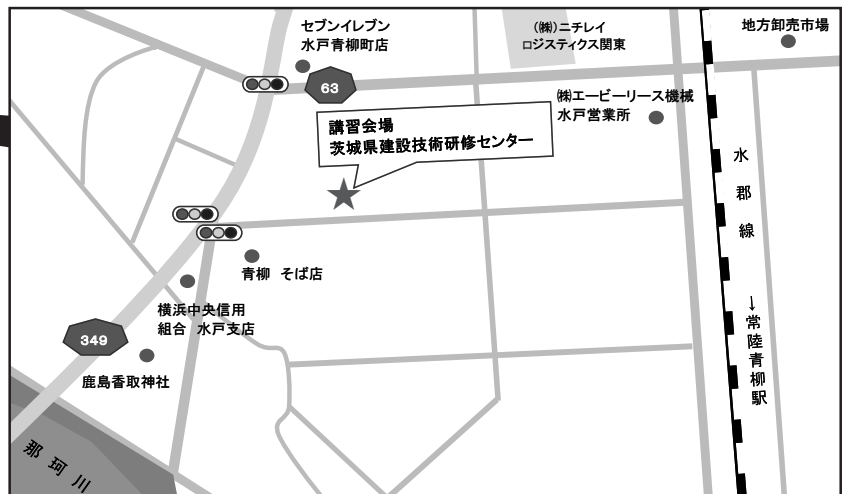 セブンイレブン
水戸青柳町店
(㈱)ニチレイ
ロジスティクス関東
地方卸売市場
63
㈱エービーリース機械
水戸営業所
講習会場
茨城県建設技術研修センター
水郡線
青柳 そば店
横浜中央信用
組合 水戸支店
349
鹿島香取神社
←常陸青柳駅
那珂川